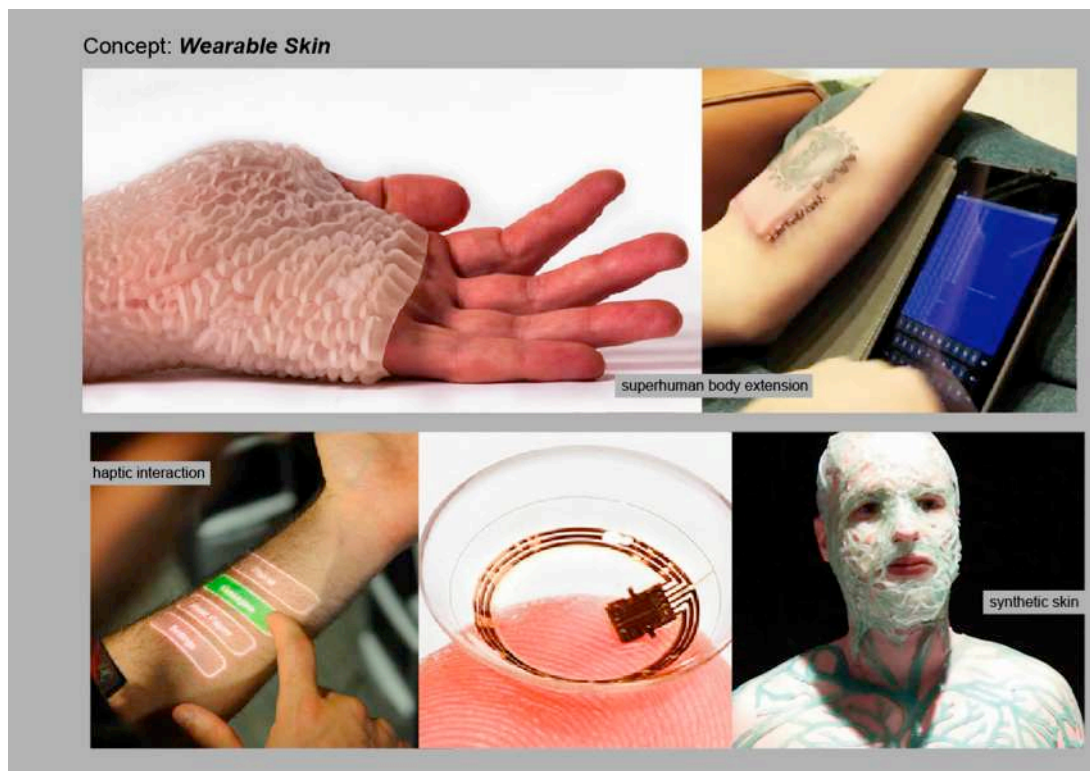 Concept: Wearable Skin
superhuman body extension
haptic interaction
synthetic skin